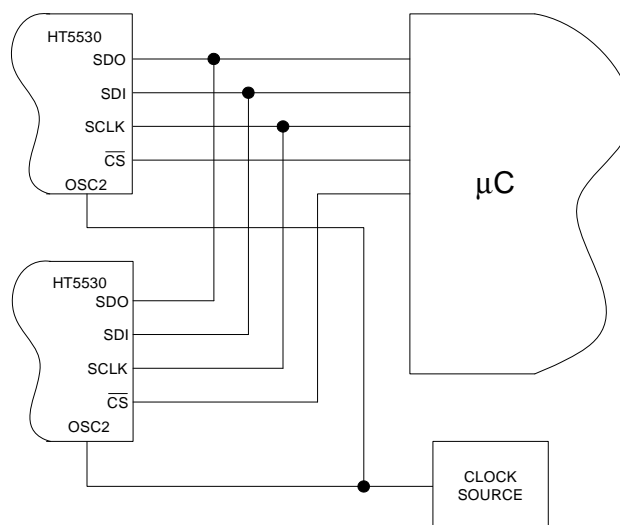 HT5530
SDO
SDI
SCLK
CS
OSC2
μC
HT5530
SDO
SDI
SCLK
CS
OSC2
CLOCK
SOURCE